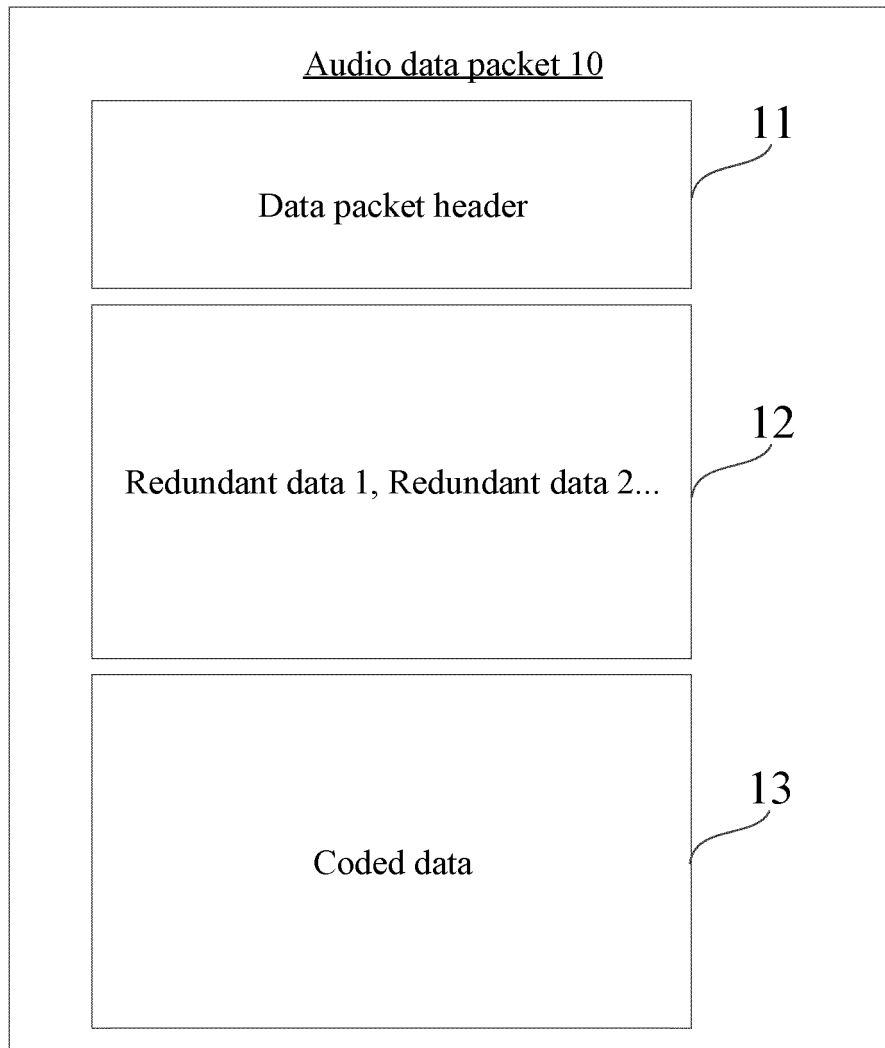 Audio data packet 10
11
Data packet header
12
Redundant data 1, Redundant data 2...
13
Coded data